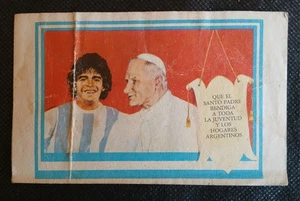 QUE EL
SANTO PADRE
BENDIGA
A TODA
LA JUVENTUD
Y LOS
HOGARES
ARGENTINOS